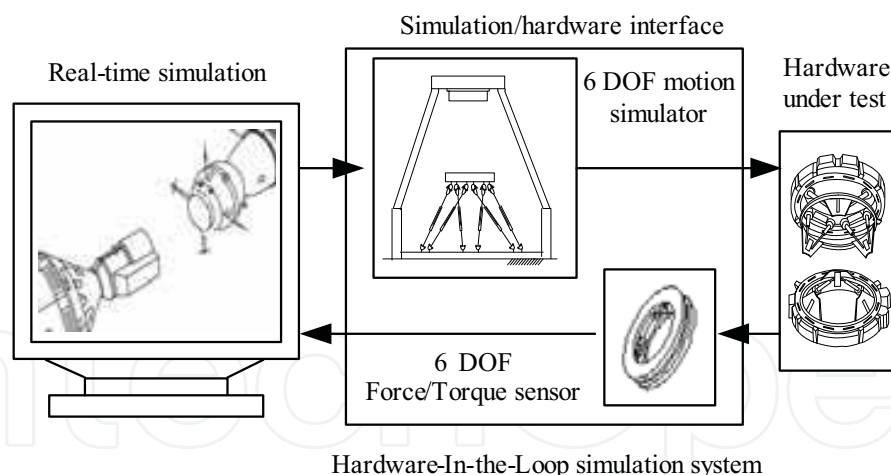 Simulation/hardware interface
Real-time simulation
6 DOF motion
simulator
Hardware
under test
6 DOF
Force/Torque sensor
Hardware-In-the-Loop simulation system